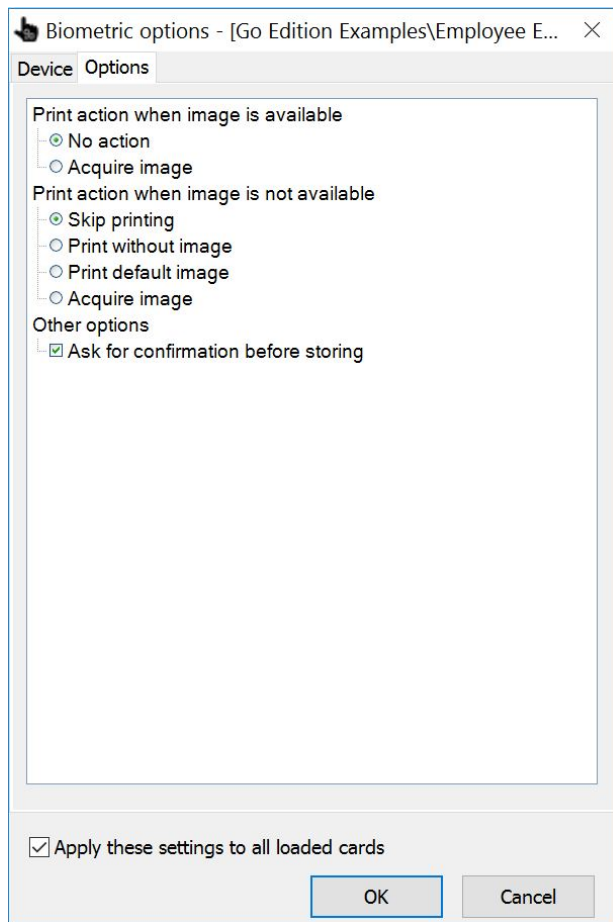 Biometric options - [Go Edition Examples\Employee E...
Device Options
Print action when image is available
No action
Acquire image
Print action when image is not available
Skip printing
Print without image
Print default image
Acquire image
Other options
Ask for confirmation before storing
Apply these settings to all loaded cards
OK Cancel